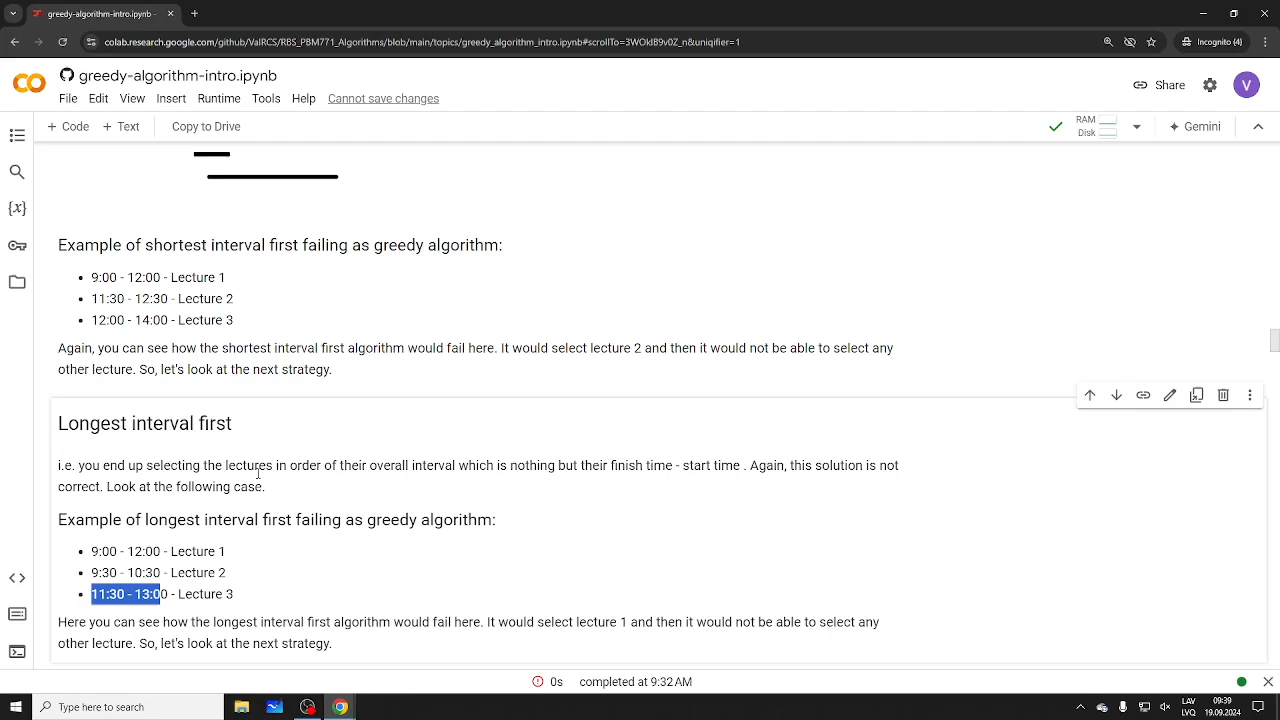 greedy-algorithm-intro.ipynb -
colab.research.google.com/github/ValRCS/RBS_PBM771_Algorithms/blob/main/topics/greedy_algorithm_intro.ipynb#scrollTo=3WOklB9v0Z_n&uniqifier=1
Incognito (4)
greedy-algorithm-intro.ipynb
Share
V
File Edit View Insert Runtime Tools Help Cannot save changes
+ Code + Text Copy to Drive
RAM
Disk
Gemini
Example of shortest interval first failing as greedy algorithm:
• 9:00 - 12:00 - Lecture 1
• 11:30 - 12:30 - Lecture 2
• 12:00 - 14:00 - Lecture 3
Again, you can see how the shortest interval first algorithm would fail here. It would select lecture 2 and then it would not be able to select any
other lecture. So, let's look at the next strategy.
Longest interval first
i.e. you end up selecting the lectures in order of their overall interval which is nothing but their finish time - start time . Again, this solution is not
correct. Look at the following case.
Example of longest interval first failing as greedy algorithm:
• 9:00 - 12:00 - Lecture 1
• 9:30 - 10:30 - Lecture 2
• 11:30 - 13:00 - Lecture 3
Here you can see how the longest interval first algorithm would fail here. It would select lecture 1 and then it would not be able to select any
other lecture. So, let's look at the next strategy.
0s completed at 9:32 AM
Type here to search
LAV
LVQ
09:39
19.09.2024